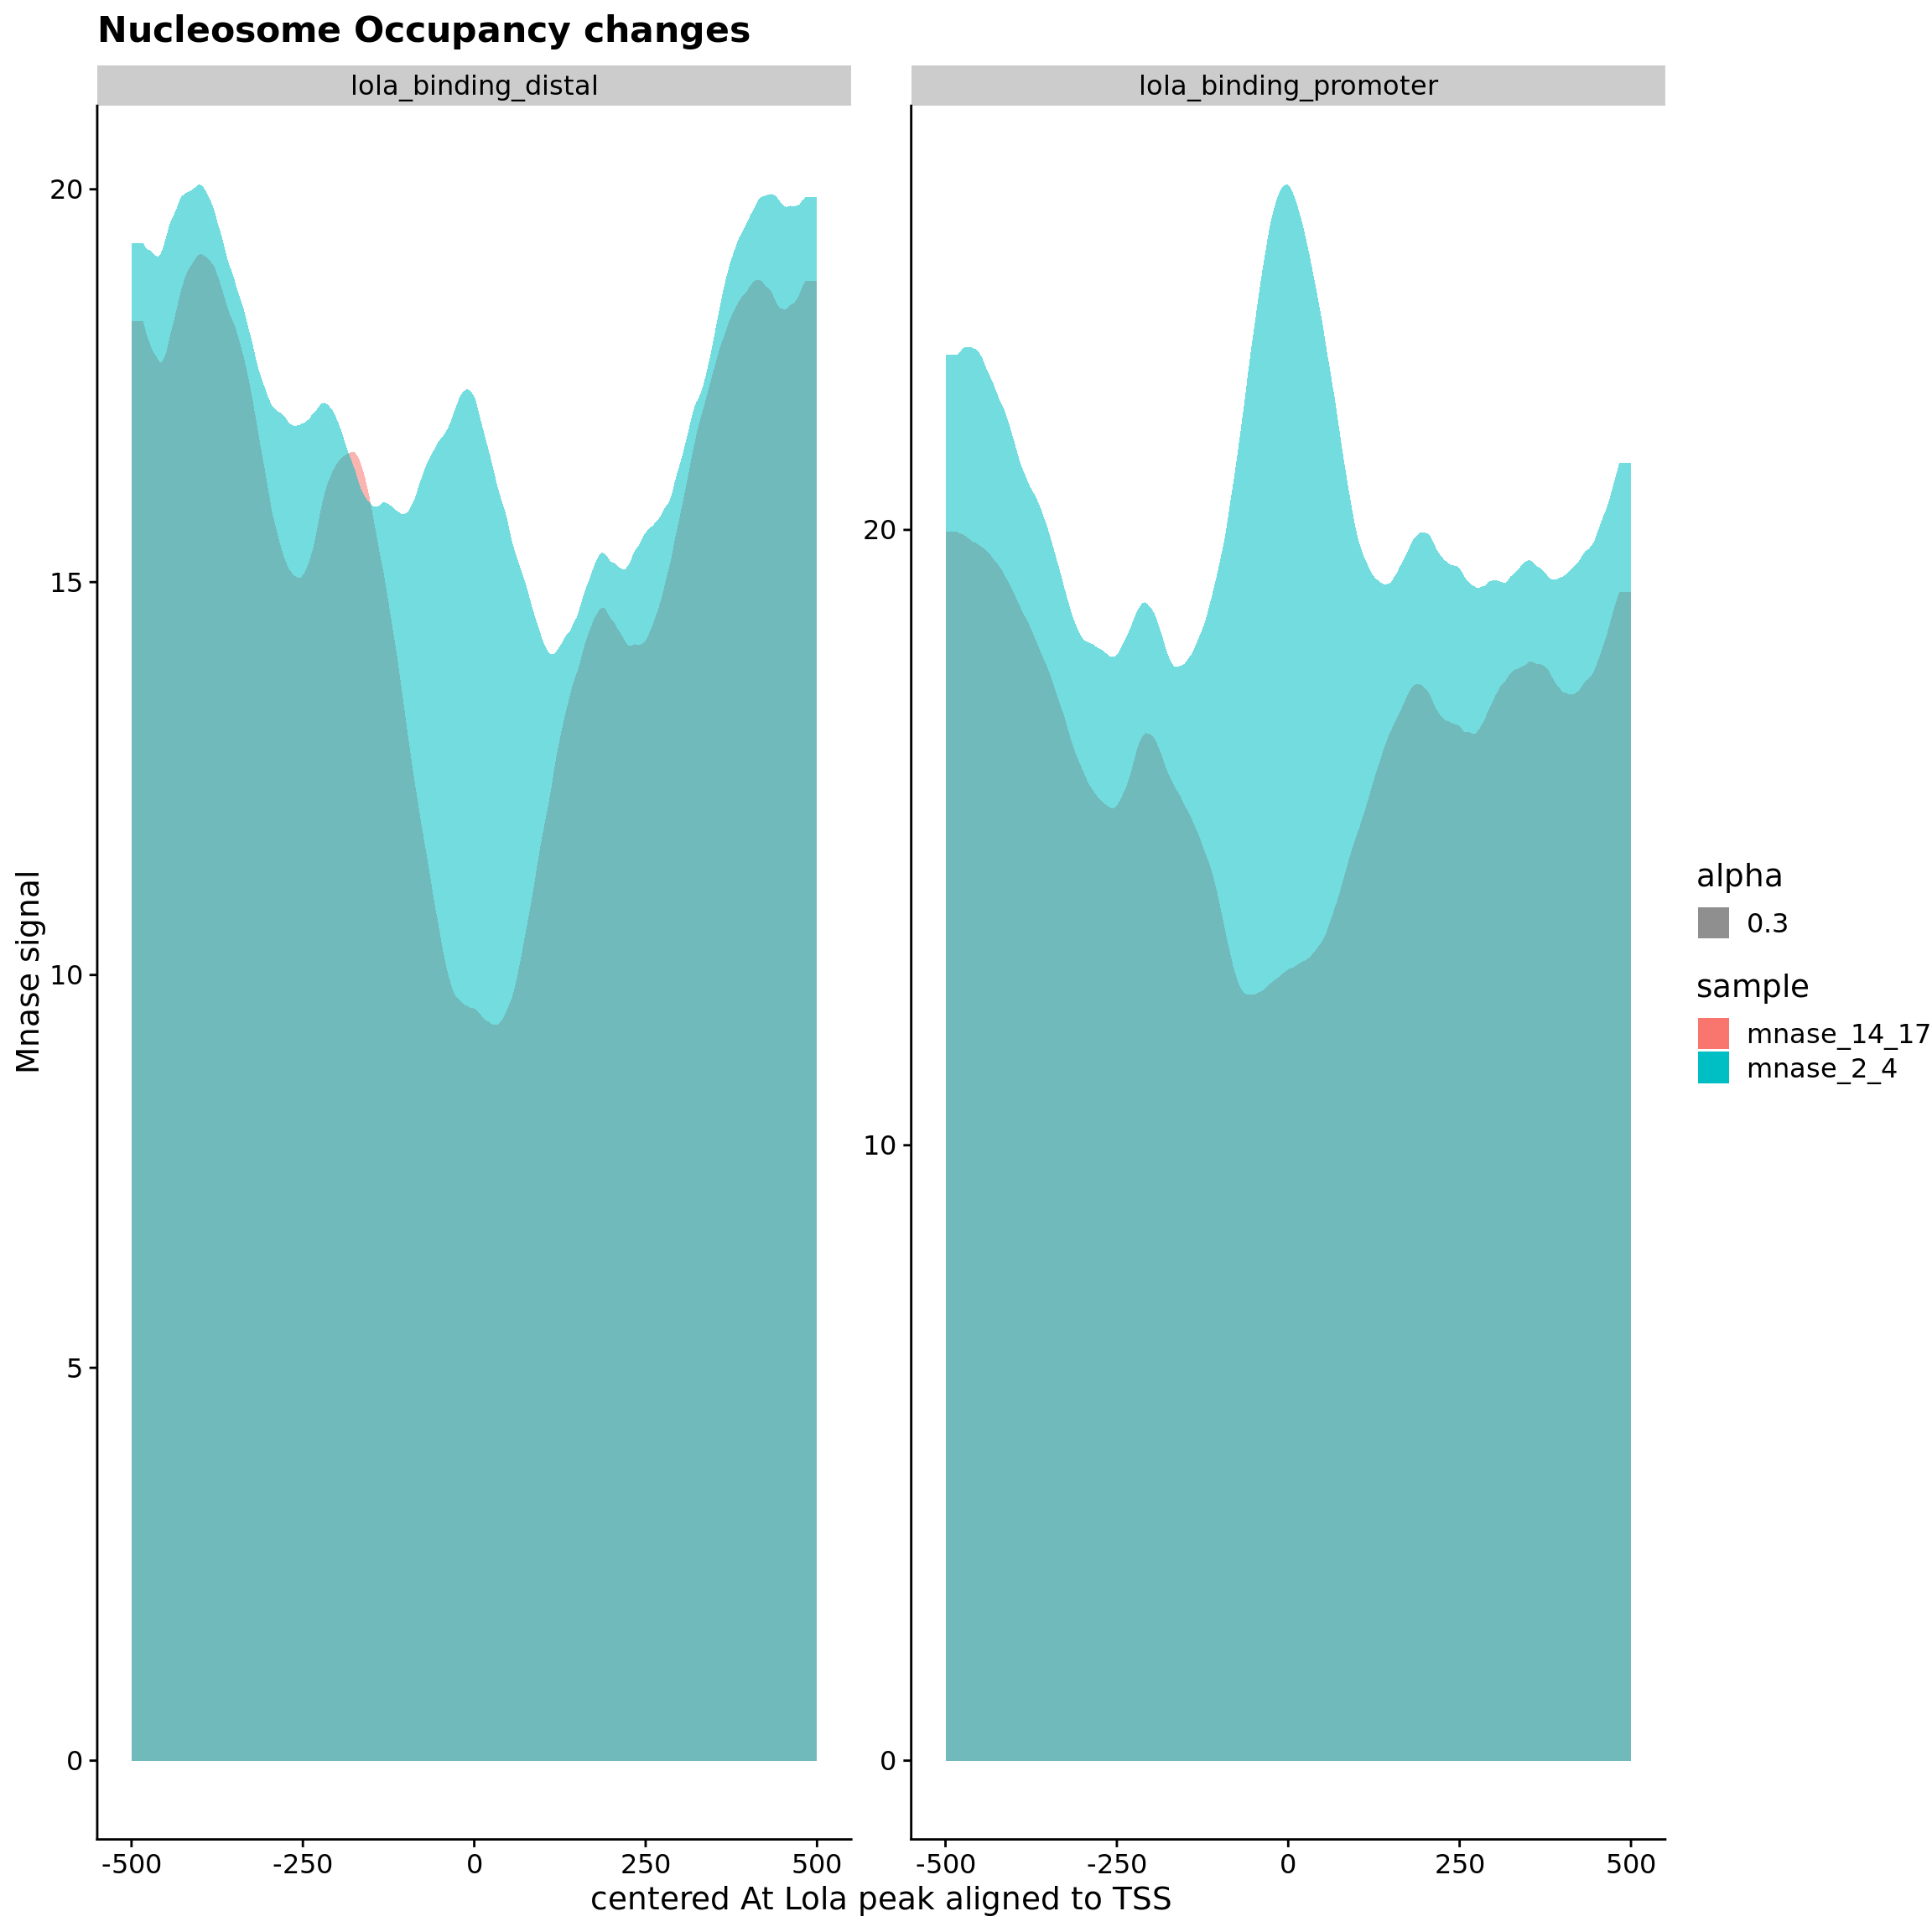 Nucleosome Occupancy changes
lola_binding_distal
lola_binding_promoter
Mnase signal
20
15
10
5
0
20
10
0
-500
-250
0
250
500
-500
-250
0
250
500
centered At Lola peak aligned to TSS
alpha
0.3
sample
mnase_14_17
mnase_2_4